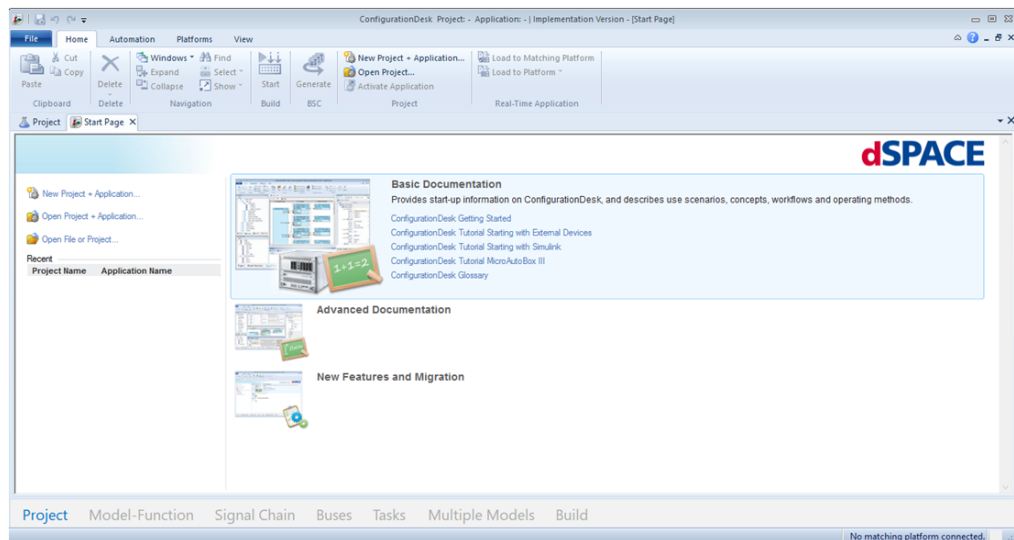 ConfigurationDesk Project: - Application: - | Implementation Version - [Start Page]
File Home Automation Platforms View
Cut Windows Find New Project + Application... Load to Matching Platform
Copy Expand Select Open Project... Load to Platform
Paste Delete Collapse Show Start Generate Activate Application
Clipboard Delete Navigation Build BSC Project Real-Time Application
Project Start Page
dSPACE
New Project + Application...
Open Project + Application...
Open File or Project...
Recent
Project Name Application Name
Basic Documentation
Provides start-up information on ConfigurationDesk, and describes use scenarios, concepts, workflows and operating methods.
ConfigurationDesk Getting Started
ConfigurationDesk Tutorial Starting with External Devices
ConfigurationDesk Tutorial Starting with Simulink
ConfigurationDesk Tutorial MicroAutoBox III
ConfigurationDesk Glossary
1+1=2
Advanced Documentation
New Features and Migration
Project Model-Function Signal Chain Buses Tasks Multiple Models Build
No matching platform connected.